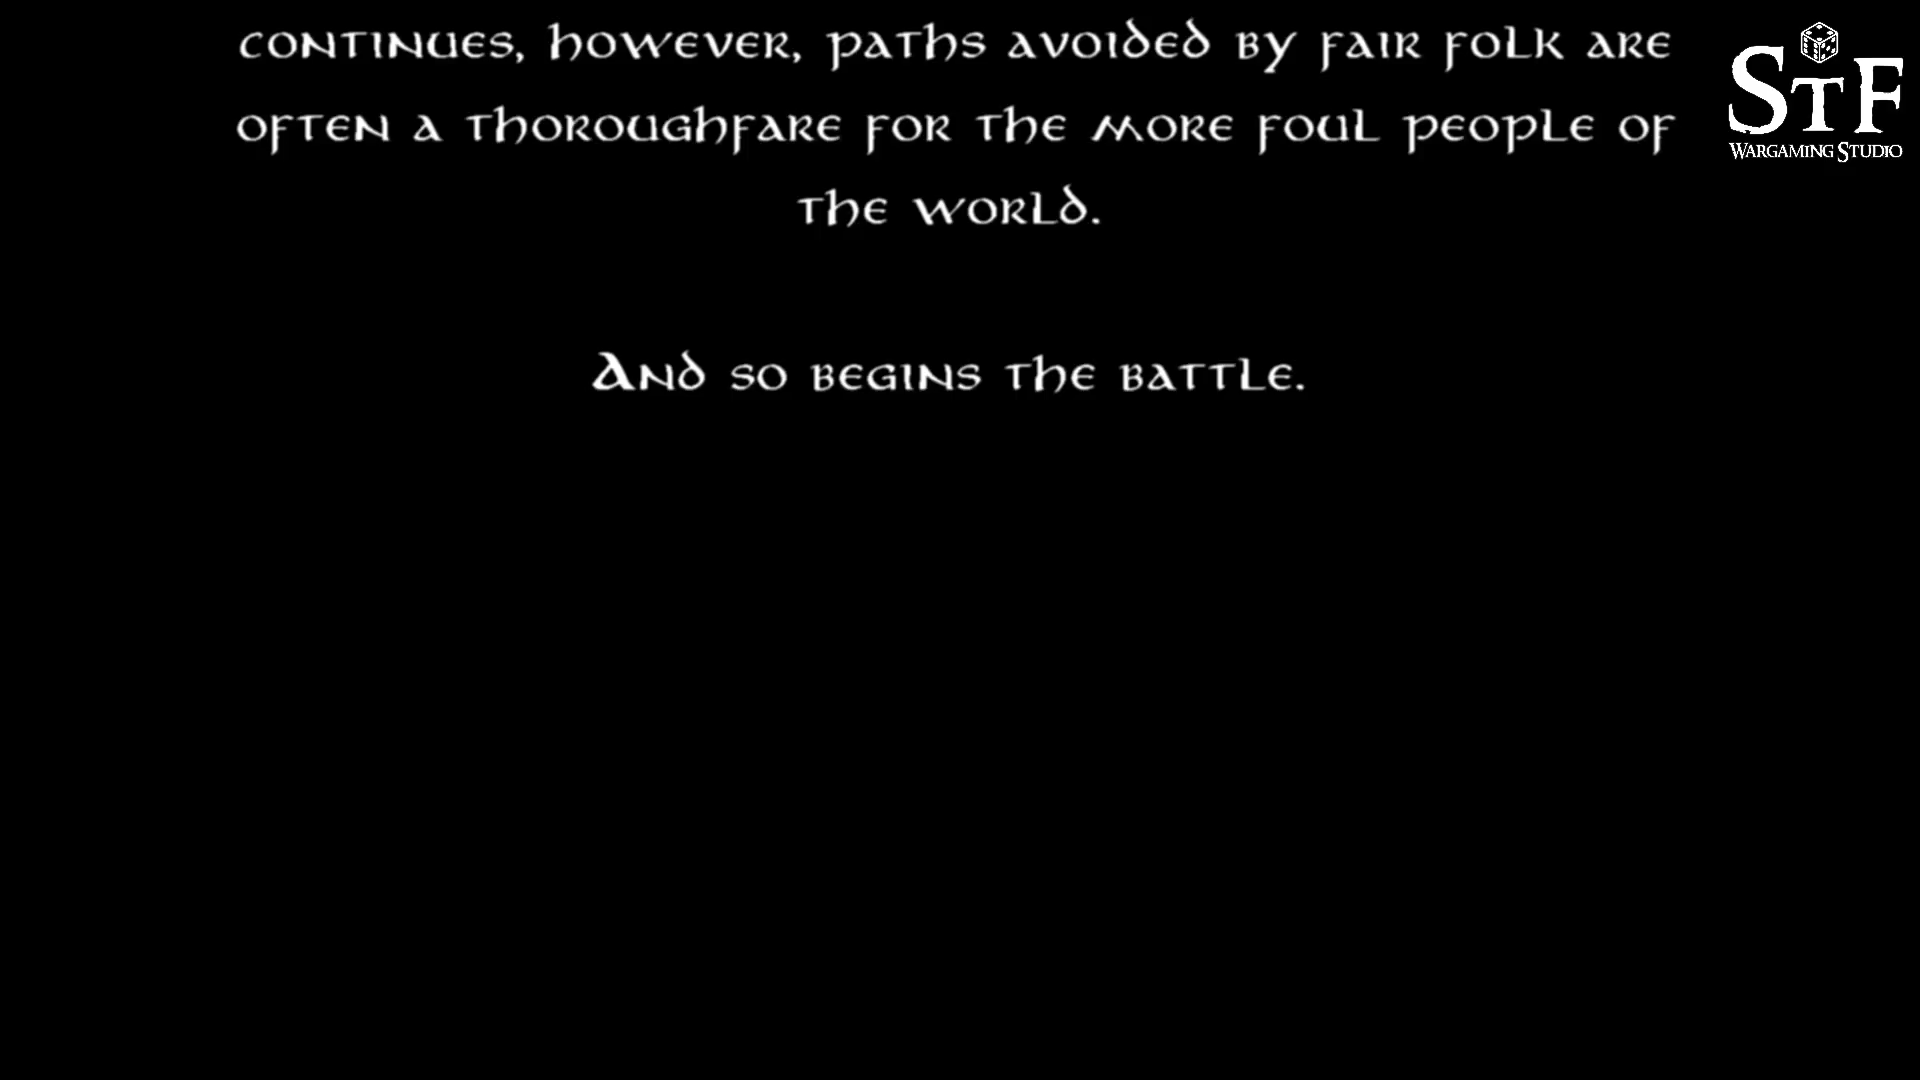 continues, however, paths avoided by fair folk are
often a thoroughfare for the more foul people of
the world.
And so begins the battle.
STF
Wargaming Studio